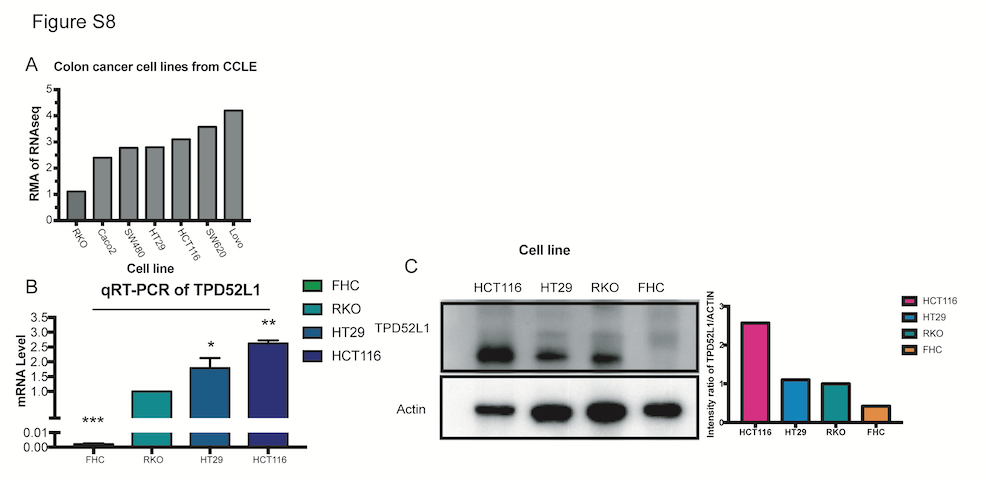 Figure S8
A
Colon cancer cell lines from CCLE
RMA of RNAseq
5
4
3
2
1
0
RKO
Caco2
SW480
HT29
HCT116
SW620
Lovo
Cell line
B
qRT-PCR of TPD52L1
mRNA Level
3.5
3.0
2.5
2.0
1.5
1.0
0.01
0.00
***
*
**
FHC
RKO
HT29
HCT116
FHC
RKO
HT29
HCT116
C
Cell line
HCT116 HT29 RKO FHC
TPD52L1
Actin
Intensity ratio of TPD52L1/ACTIN
3
2
1
0
HCT116
HT29
RKO
FHC
HCT116
HT29
RKO
FHC